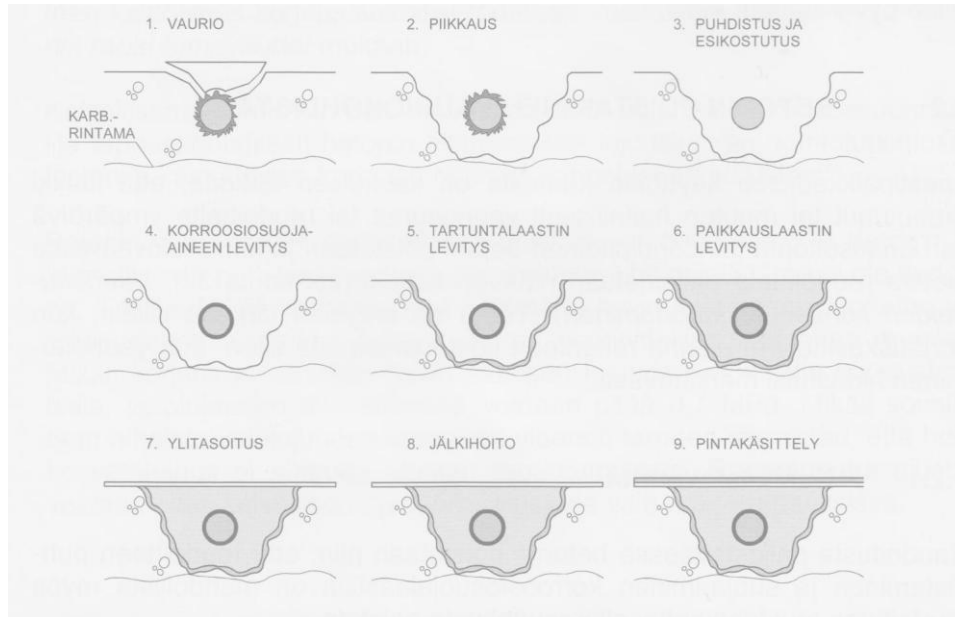 1. VAURIO
2. PIIKKAUS
3. PUHDISTUS JA
ESIKOSTUTUS
KARB.-
RINTAMA
4. KORROOSIOSUOJA-
AINEEN LEVITYS
5. TARTUNTALAASTIN
LEVITYS
6. PAIKKAUSLAASTIN
LEVITYS
7. YLITASOITUS
8. JÄLKIHOITO
9. PINTAKÄSITTELY